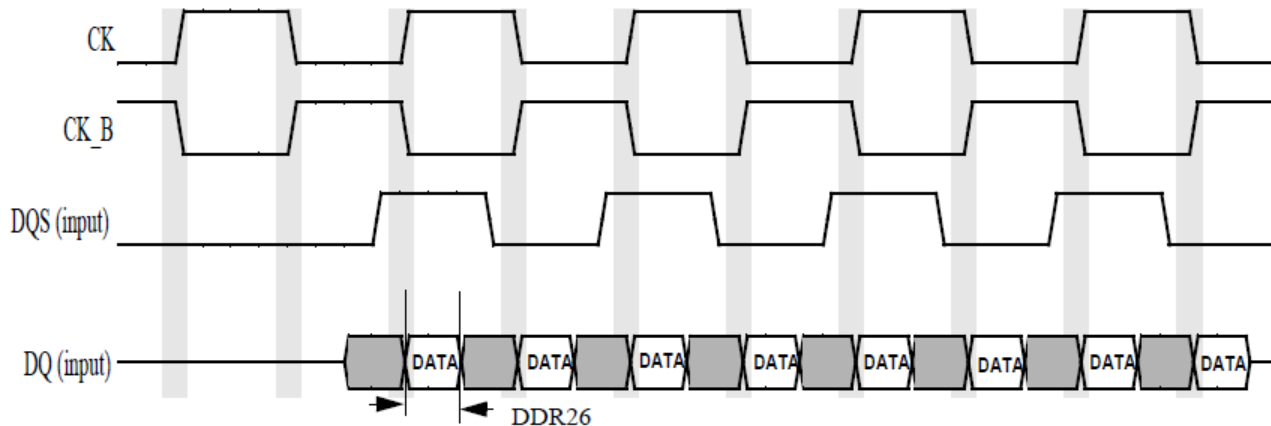 CK
CK_B
DQS (input)
DQ (input) DATA DATA DATA DATA DATA DATA DATA DATA
DDR26